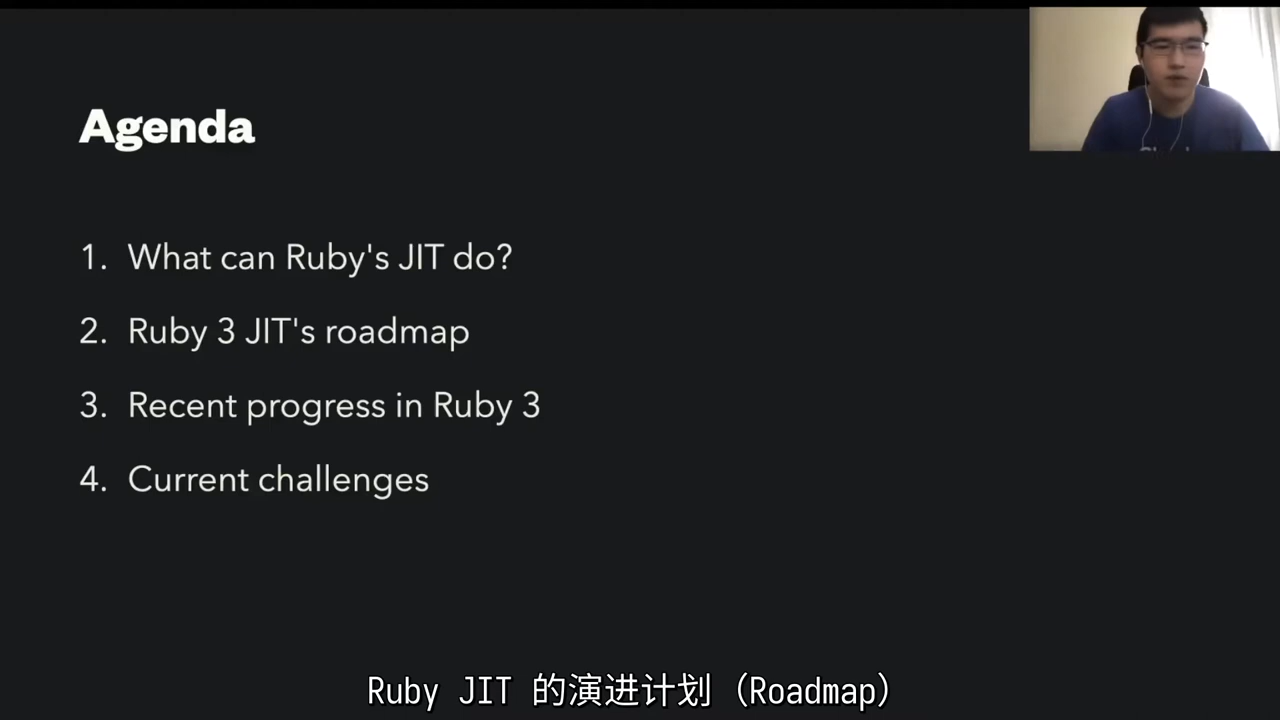 Agenda
1. What can Ruby's JIT do?
2. Ruby 3 JIT's roadmap
3. Recent progress in Ruby 3
4. Current challenges
Ruby JIT 的演进计划（Roadmap）